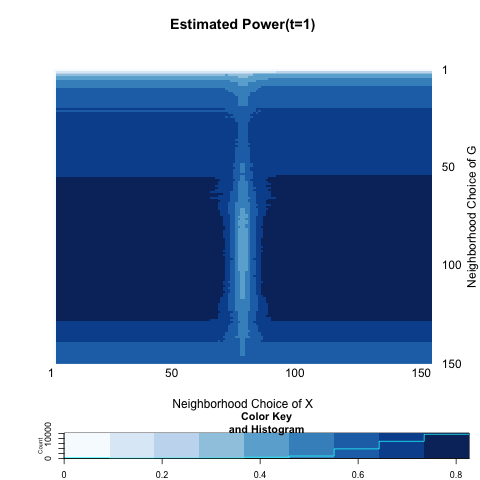 Estimated Power(t=1)
1
50
100
150
Neighborhood Choice of G
1
50
100
150
Neighborhood Choice of X
Color Key
and Histogram
Count
0
10000
0
0.2
0.4
0.6
0.8